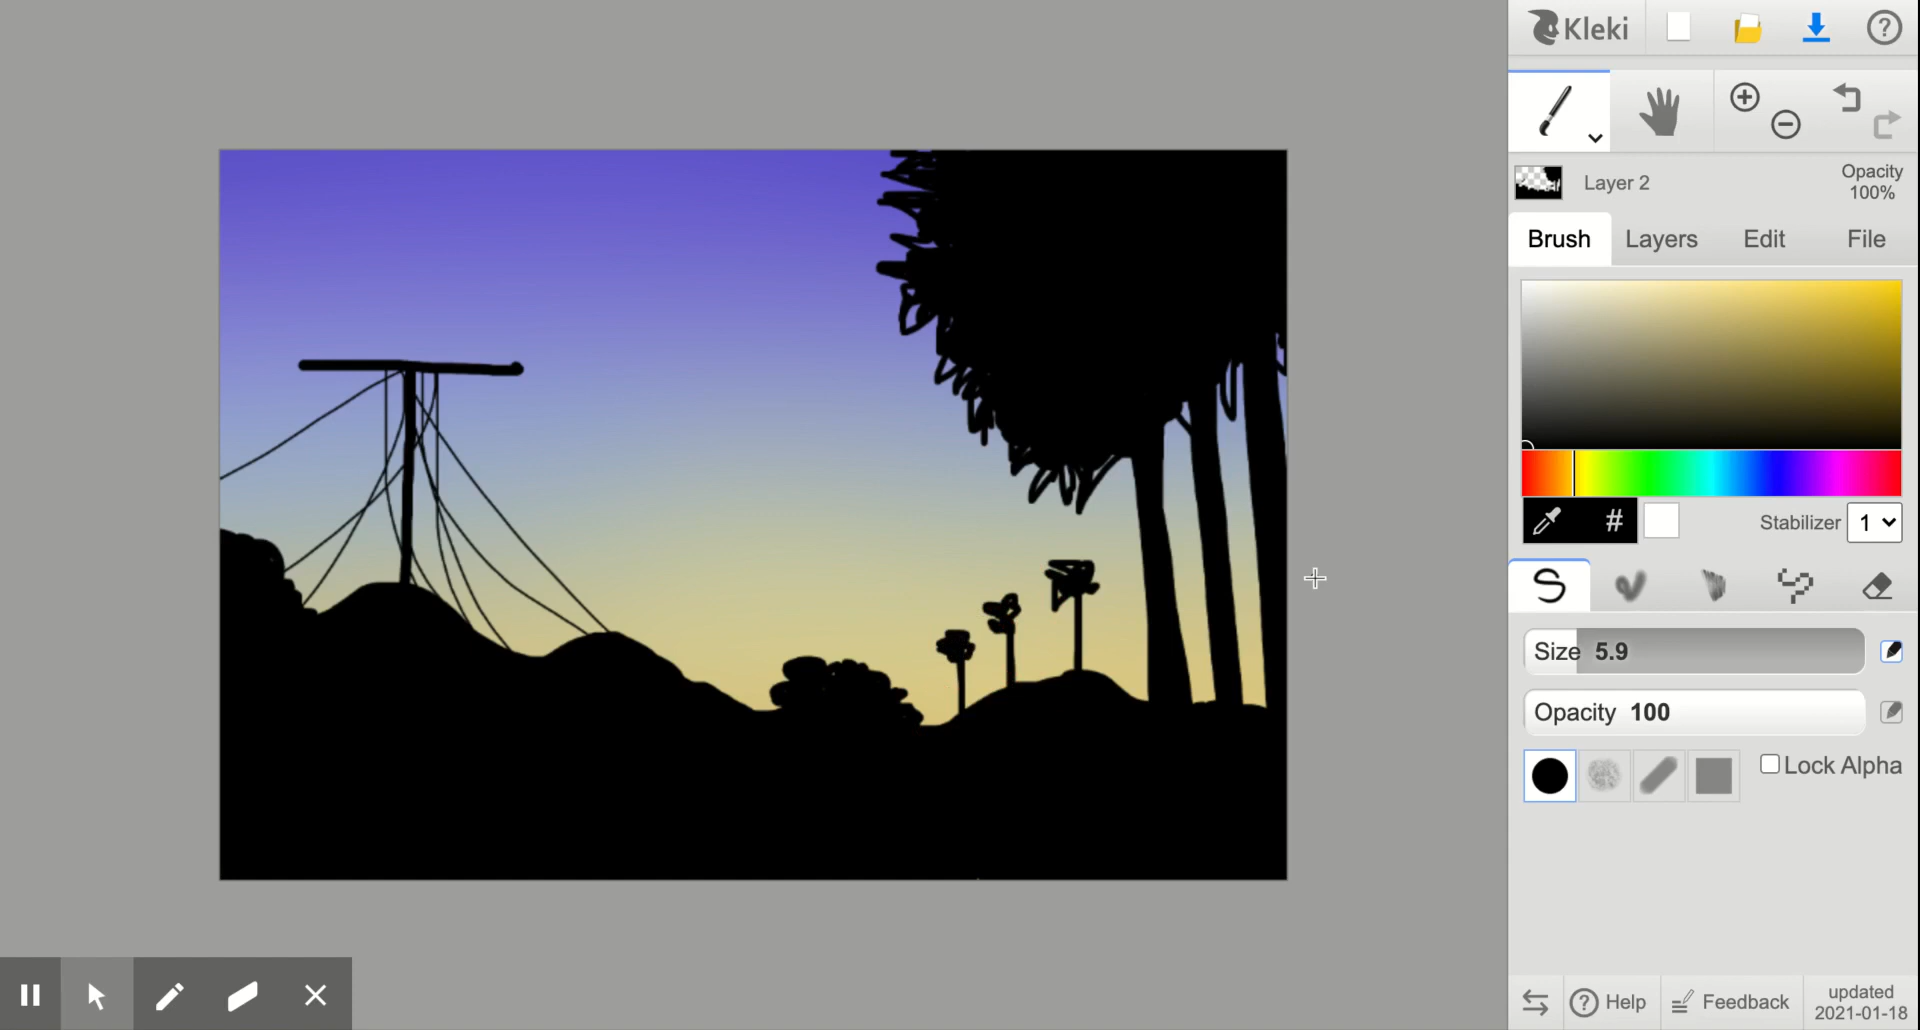 Kleki
Layer 2
Opacity
100%
Brush Layers Edit File
# Stabilizer 1
Size 5.9
Opacity 100
Lock Alpha
Help Feedback updated
2021-01-18